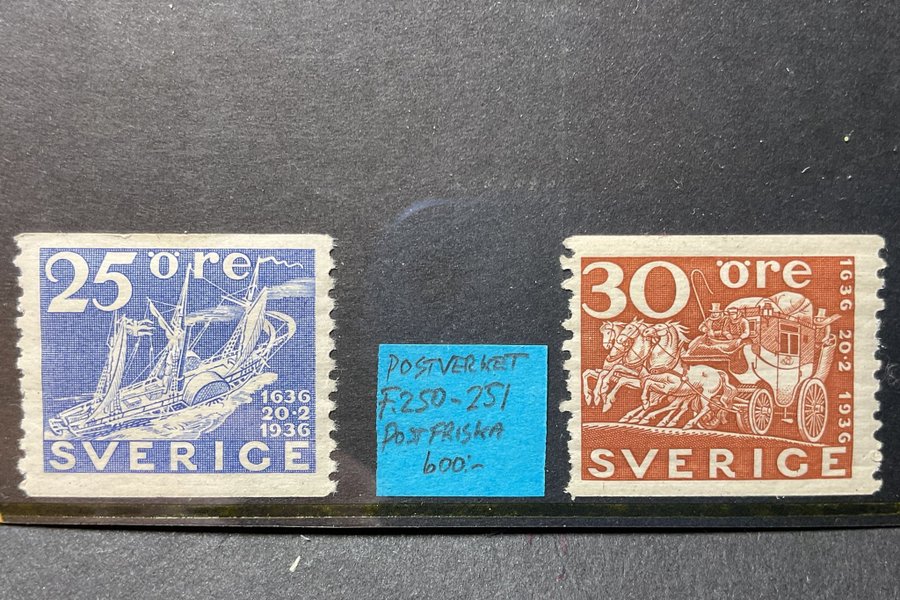 25 öre
1636
20·2
1936
SVERIGE
POSTVERKET
F.250-251
POSTFRISKA
600:-
30 öre
1636 20·2 1936
SVERIGE